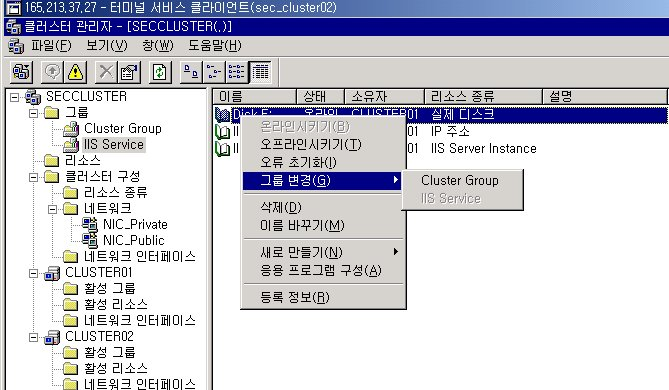 165,213,37,27 - 터미널 서비스 클라이언트(sec_cluster02)
클러스터 관리자 - [SECCLUSTER(.)]
파일(F) 보기(V) 창(W) 도움말(H)
SECCLUSTER
그룹
Cluster Group
IIS Service
리소스
클러스터 구성
리소스 종류
네트워크
NIC_Private
NIC_Public
네트워크 인터페이스
CLUSTER01
활성 그룹
활성 리소스
네트워크 인터페이스
CLUSTER02
활성 그룹
활성 리소스
네트워크 인터페이스
이름 상태 소유자 리소스 종류 설명
Disk E: 온라인 CLUSTER01 실제 디스크
01 IP 주소
01 IIS Server Instance
온라인시키기(B)
오프라인시키기(T)
오류 초기화(I)
그룹 변경(G)
삭제(D)
이름 바꾸기(M)
새로 만들기(N)
응용 프로그램 구성(A)
등록 정보(R)
Cluster Group
IIS Service